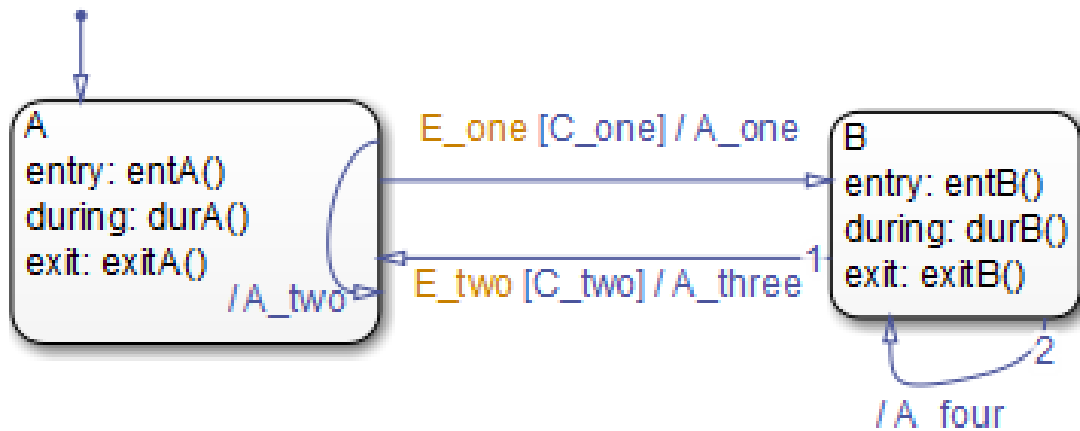 A
entry: entA()
during: durA()
exit: exitA()
/ A_two
E_one [C_one] / A_one
1
E_two [C_two] / A_three
B
entry: entB()
during: durB()
exit: exitB()
2
/ A_four